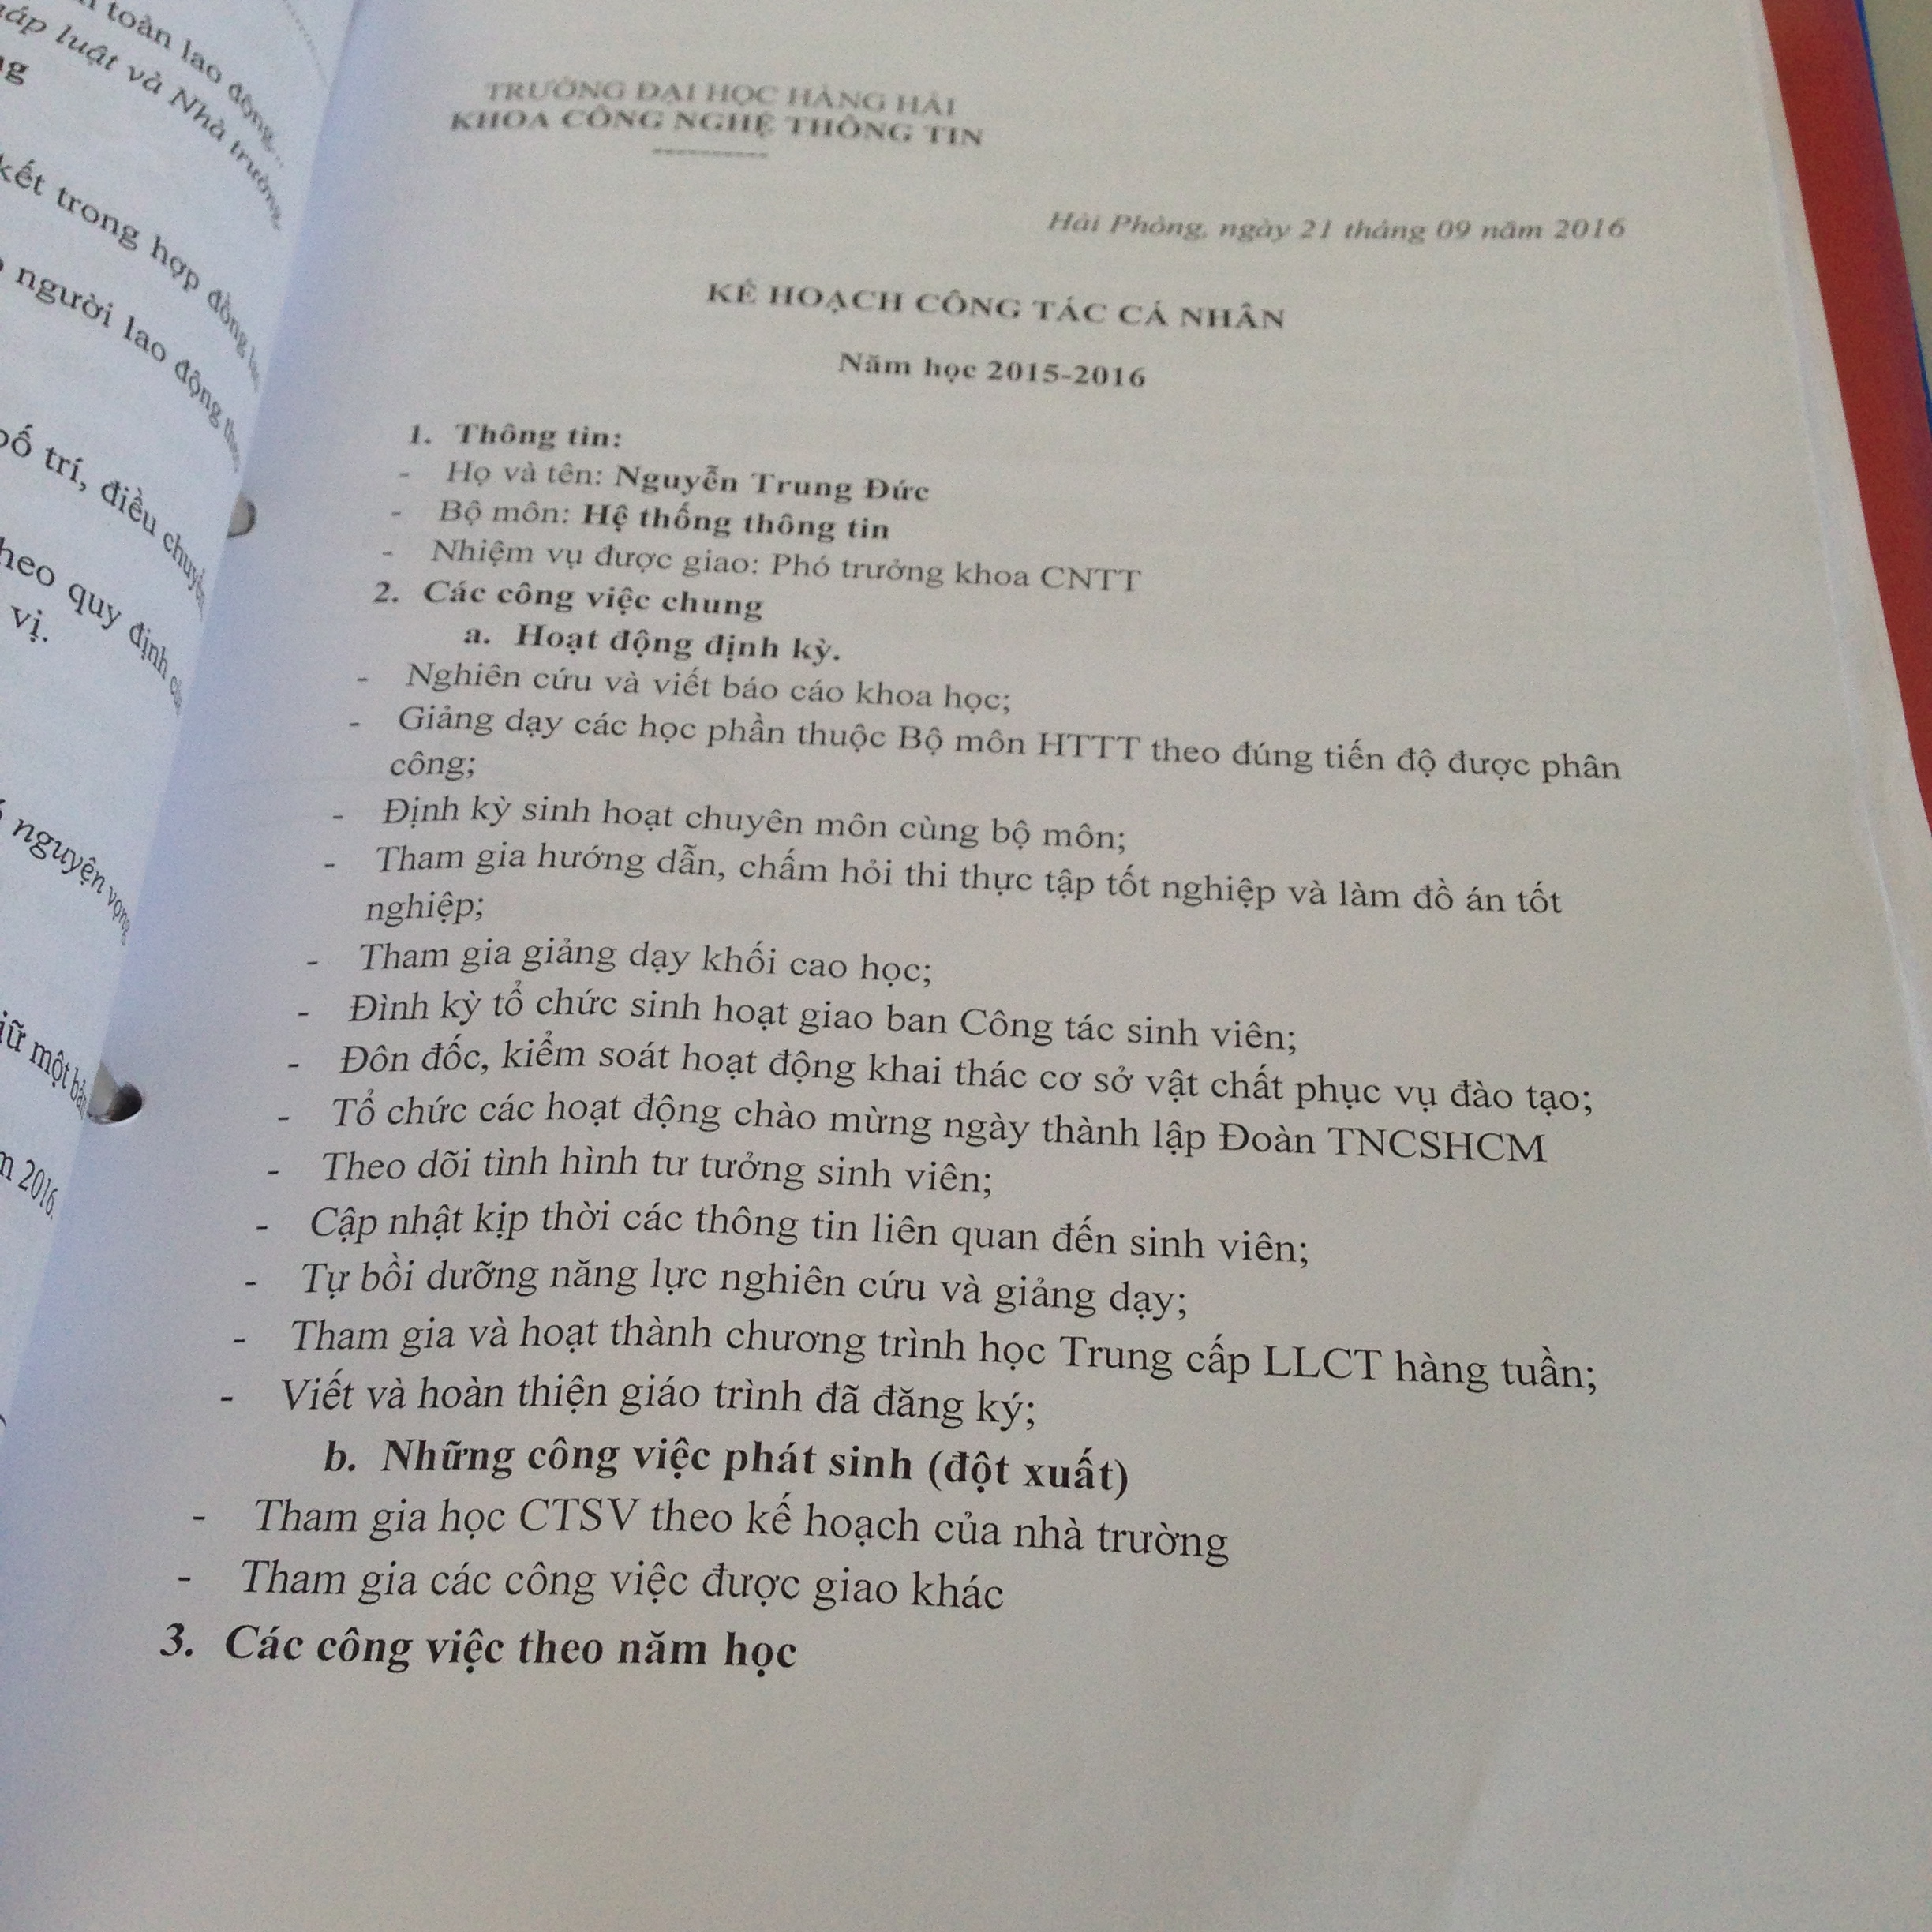 toàn lao động...
áp luật và Nhà trường,
kết trong hợp đồng
người lao động
bố trí, điều chuyển
heo quy định
vị.
nguyện vọng
giữ một bản
2016.
TRƯỜNG ĐẠI HỌC HÀNG HẢI
KHOA CÔNG NGHỆ THÔNG TIN
----------
Hải Phòng, ngày 21 tháng 09 năm 2016
KẾ HOẠCH CÔNG TÁC CÁ NHÂN
Năm học 2015-2016
1. Thông tin:
- Họ và tên: Nguyễn Trung Đức
- Bộ môn: Hệ thống thông tin
- Nhiệm vụ được giao: Phó trưởng khoa CNTT
2. Các công việc chung
a. Hoạt động định kỳ.
- Nghiên cứu và viết báo cáo khoa học;
- Giảng dạy các học phần thuộc Bộ môn HTTT theo đúng tiến độ được phân
công;
- Định kỳ sinh hoạt chuyên môn cùng bộ môn;
- Tham gia hướng dẫn, chấm hỏi thi thực tập tốt nghiệp và làm đồ án tốt
nghiệp;
- Tham gia giảng dạy khối cao học;
- Đình kỳ tổ chức sinh hoạt giao ban Công tác sinh viên;
- Đôn đốc, kiểm soát hoạt động khai thác cơ sở vật chất phục vụ đào tạo;
- Tổ chức các hoạt động chào mừng ngày thành lập Đoàn TNCSHCM
- Theo dõi tình hình tư tưởng sinh viên;
- Cập nhật kịp thời các thông tin liên quan đến sinh viên;
- Tự bồi dưỡng năng lực nghiên cứu và giảng dạy;
- Tham gia và hoạt thành chương trình học Trung cấp LLCT hàng tuần;
- Viết và hoàn thiện giáo trình đã đăng ký;
b. Những công việc phát sinh (đột xuất)
- Tham gia học CTSV theo kế hoạch của nhà trường
- Tham gia các công việc được giao khác
3. Các công việc theo năm học